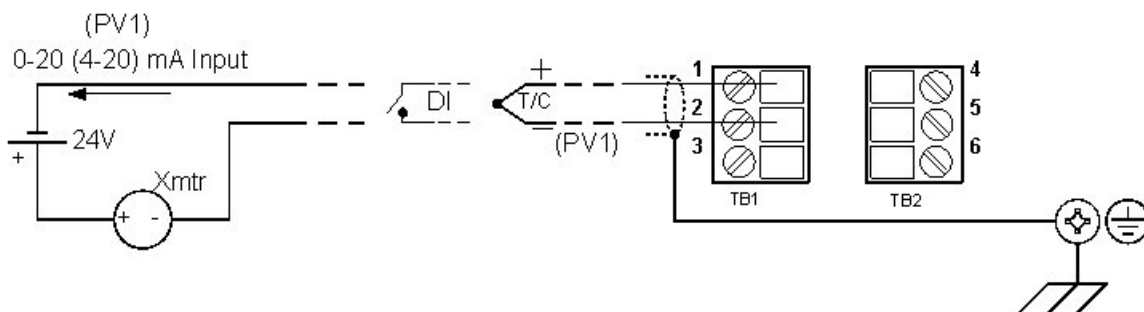 (PV1)
0-20 (4-20) mA Input
24V
+
Xmtr
+ -
DI
+
T/C
−
(PV1)
1
2
3
TB1
4
5
6
TB2